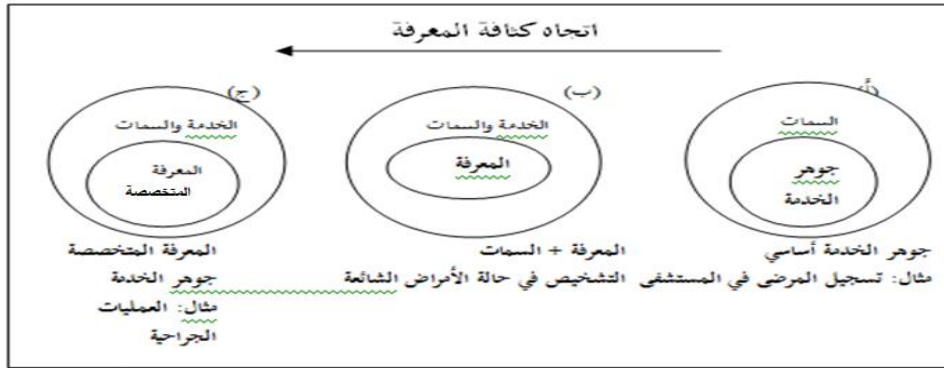 اتجاه كثافة المعرفة
(أ)
السمات
جوهر
الخدمة
جوهر الخدمة أساسي
مثال: تسجيل المرضى في المستشفى
(ب)
الخدمة والسمات
المعرفة
المعرفة + السمات
التشخيص في حالة الأمراض الشائعة
(ج)
الخدمة والسمات
المعرفة
المتخصصة
المعرفة المتخصصة
جوهر الخدمة
مثال: العمليات
الجراحية